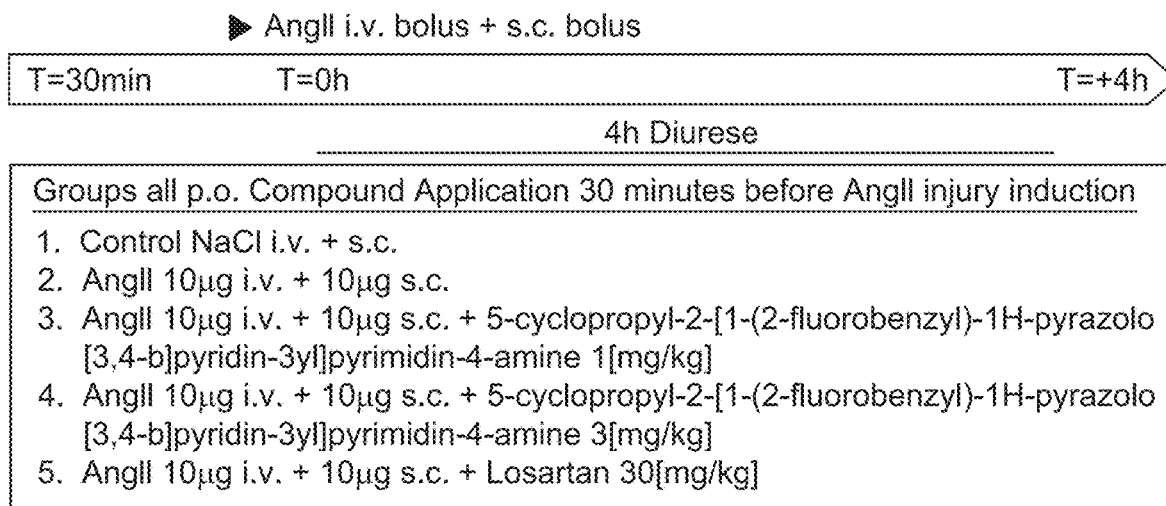 AngII i.v. bolus + s.c. bolus
T=30min T=0h T=+4h
4h Diurese
Groups all p.o. Compound Application 30 minutes before AngII injury induction
1. Control NaCl i.v. + s.c.
2. AngII 10µg i.v. + 10µg s.c.
3. AngII 10µg i.v. + 10µg s.c. + 5-cyclopropyl-2-[1-(2-fluorobenzyl)-1H-pyrazolo
[3,4-b]pyridin-3yl]pyrimidin-4-amine 1[mg/kg]
4. AngII 10µg i.v. + 10µg s.c. + 5-cyclopropyl-2-[1-(2-fluorobenzyl)-1H-pyrazolo
[3,4-b]pyridin-3yl]pyrimidin-4-amine 3[mg/kg]
5. AngII 10µg i.v. + 10µg s.c. + Losartan 30[mg/kg]